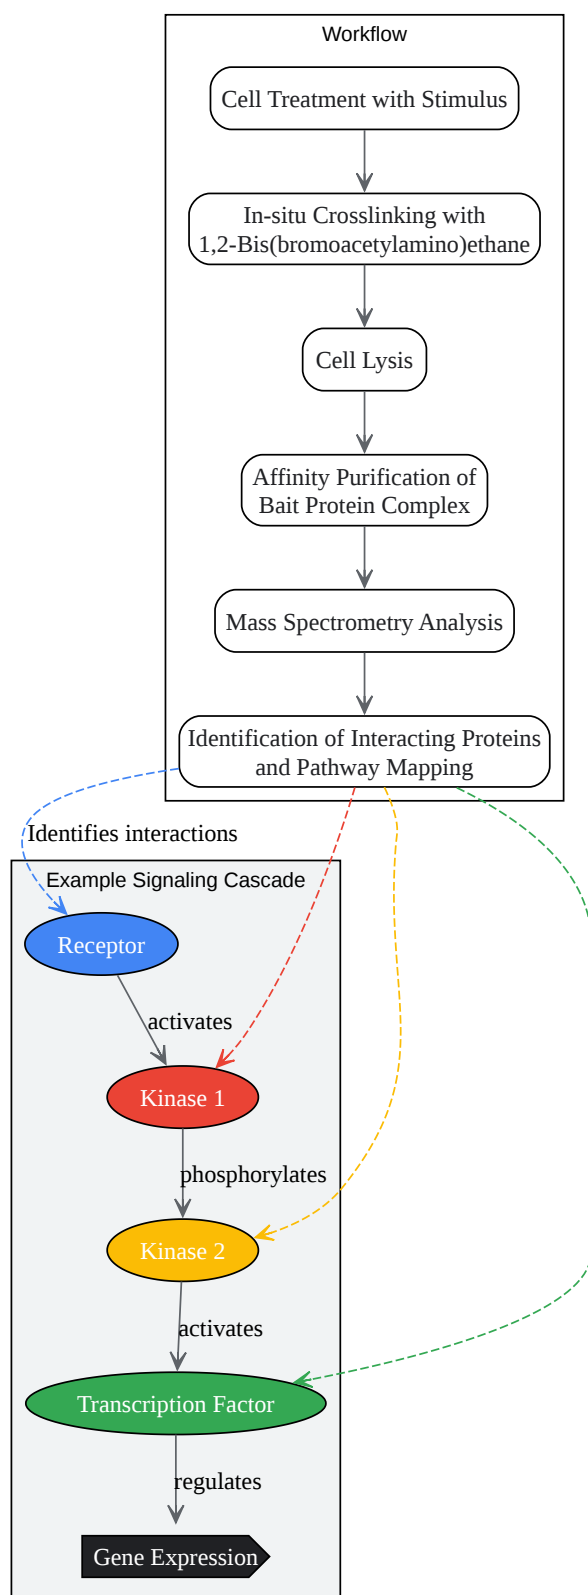 Workflow
Cell Treatment with Stimulus
In-situ Crosslinking with
1,2-Bis(bromoacetylamino)ethane
Cell Lysis
Affinity Purification of
Bait Protein Complex
Mass Spectrometry Analysis
Identification of Interacting Proteins
and Pathway Mapping
Identifies interactions
Example Signaling Cascade
Receptor
activates
Kinase 1
phosphorylates
Kinase 2
activates
Transcription Factor
regulates
Gene Expression